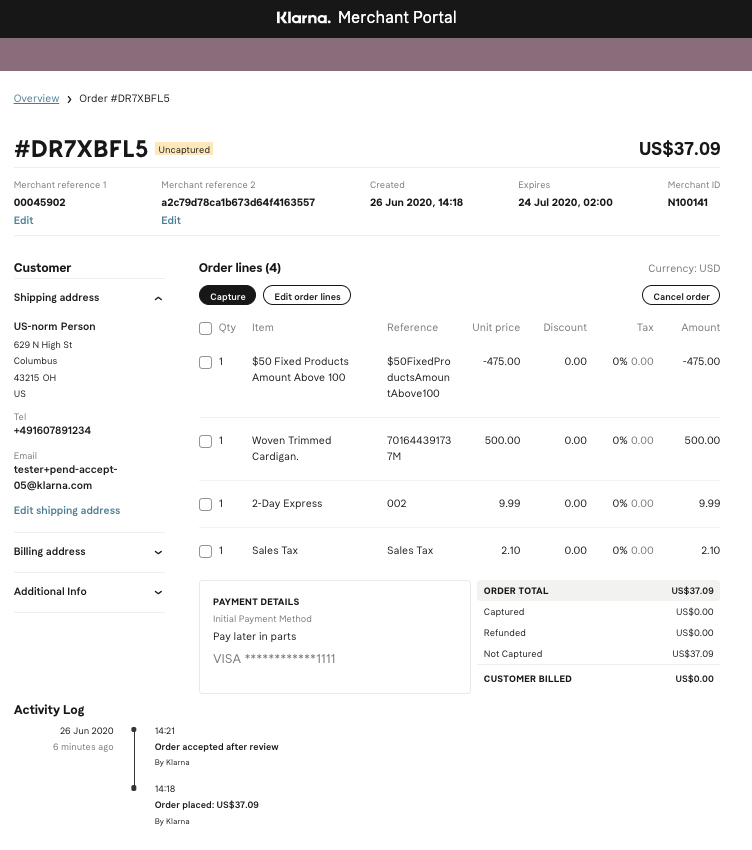 Klarna. Merchant Portal
Overview › Order #DR7XBFL5
#DR7XBFL5 Uncaptured US$37.09
Merchant reference 1 Merchant reference 2 Created Expires Merchant ID
00045902 a2c79d78ca1b673d64f4163557 26 Jun 2020, 14:18 24 Jul 2020, 02:00 N100141
Edit Edit
Customer
Shipping address
US-norm Person
629 N High St
Columbus
43215 OH
US
Tel
+491607891234
Email
tester+pend-accept-
05@klarna.com
Edit shipping address
Billing address
Additional Info
Order lines (4) Currency: USD
Capture Edit order lines Cancel order
Qty Item Reference Unit price Discount Tax Amount
1 $50 Fixed Products $50FixedPro -475.00 0.00 0% 0.00 -475.00
Amount Above 100 ductsAmoun
tAbove100
1 Woven Trimmed 70164439173 500.00 0.00 0% 0.00 500.00
Cardigan. 7M
1 2-Day Express 002 9.99 0.00 0% 0.00 9.99
1 Sales Tax Sales Tax 2.10 0.00 0% 0.00 2.10
PAYMENT DETAILS
Initial Payment Method
Pay later in parts
VISA ************1111
ORDER TOTAL US$37.09
Captured US$0.00
Refunded US$0.00
Not Captured US$37.09
CUSTOMER BILLED US$0.00
Activity Log
26 Jun 2020 14:21
6 minutes ago Order accepted after review
By Klarna
14:18
Order placed: US$37.09
By Klarna